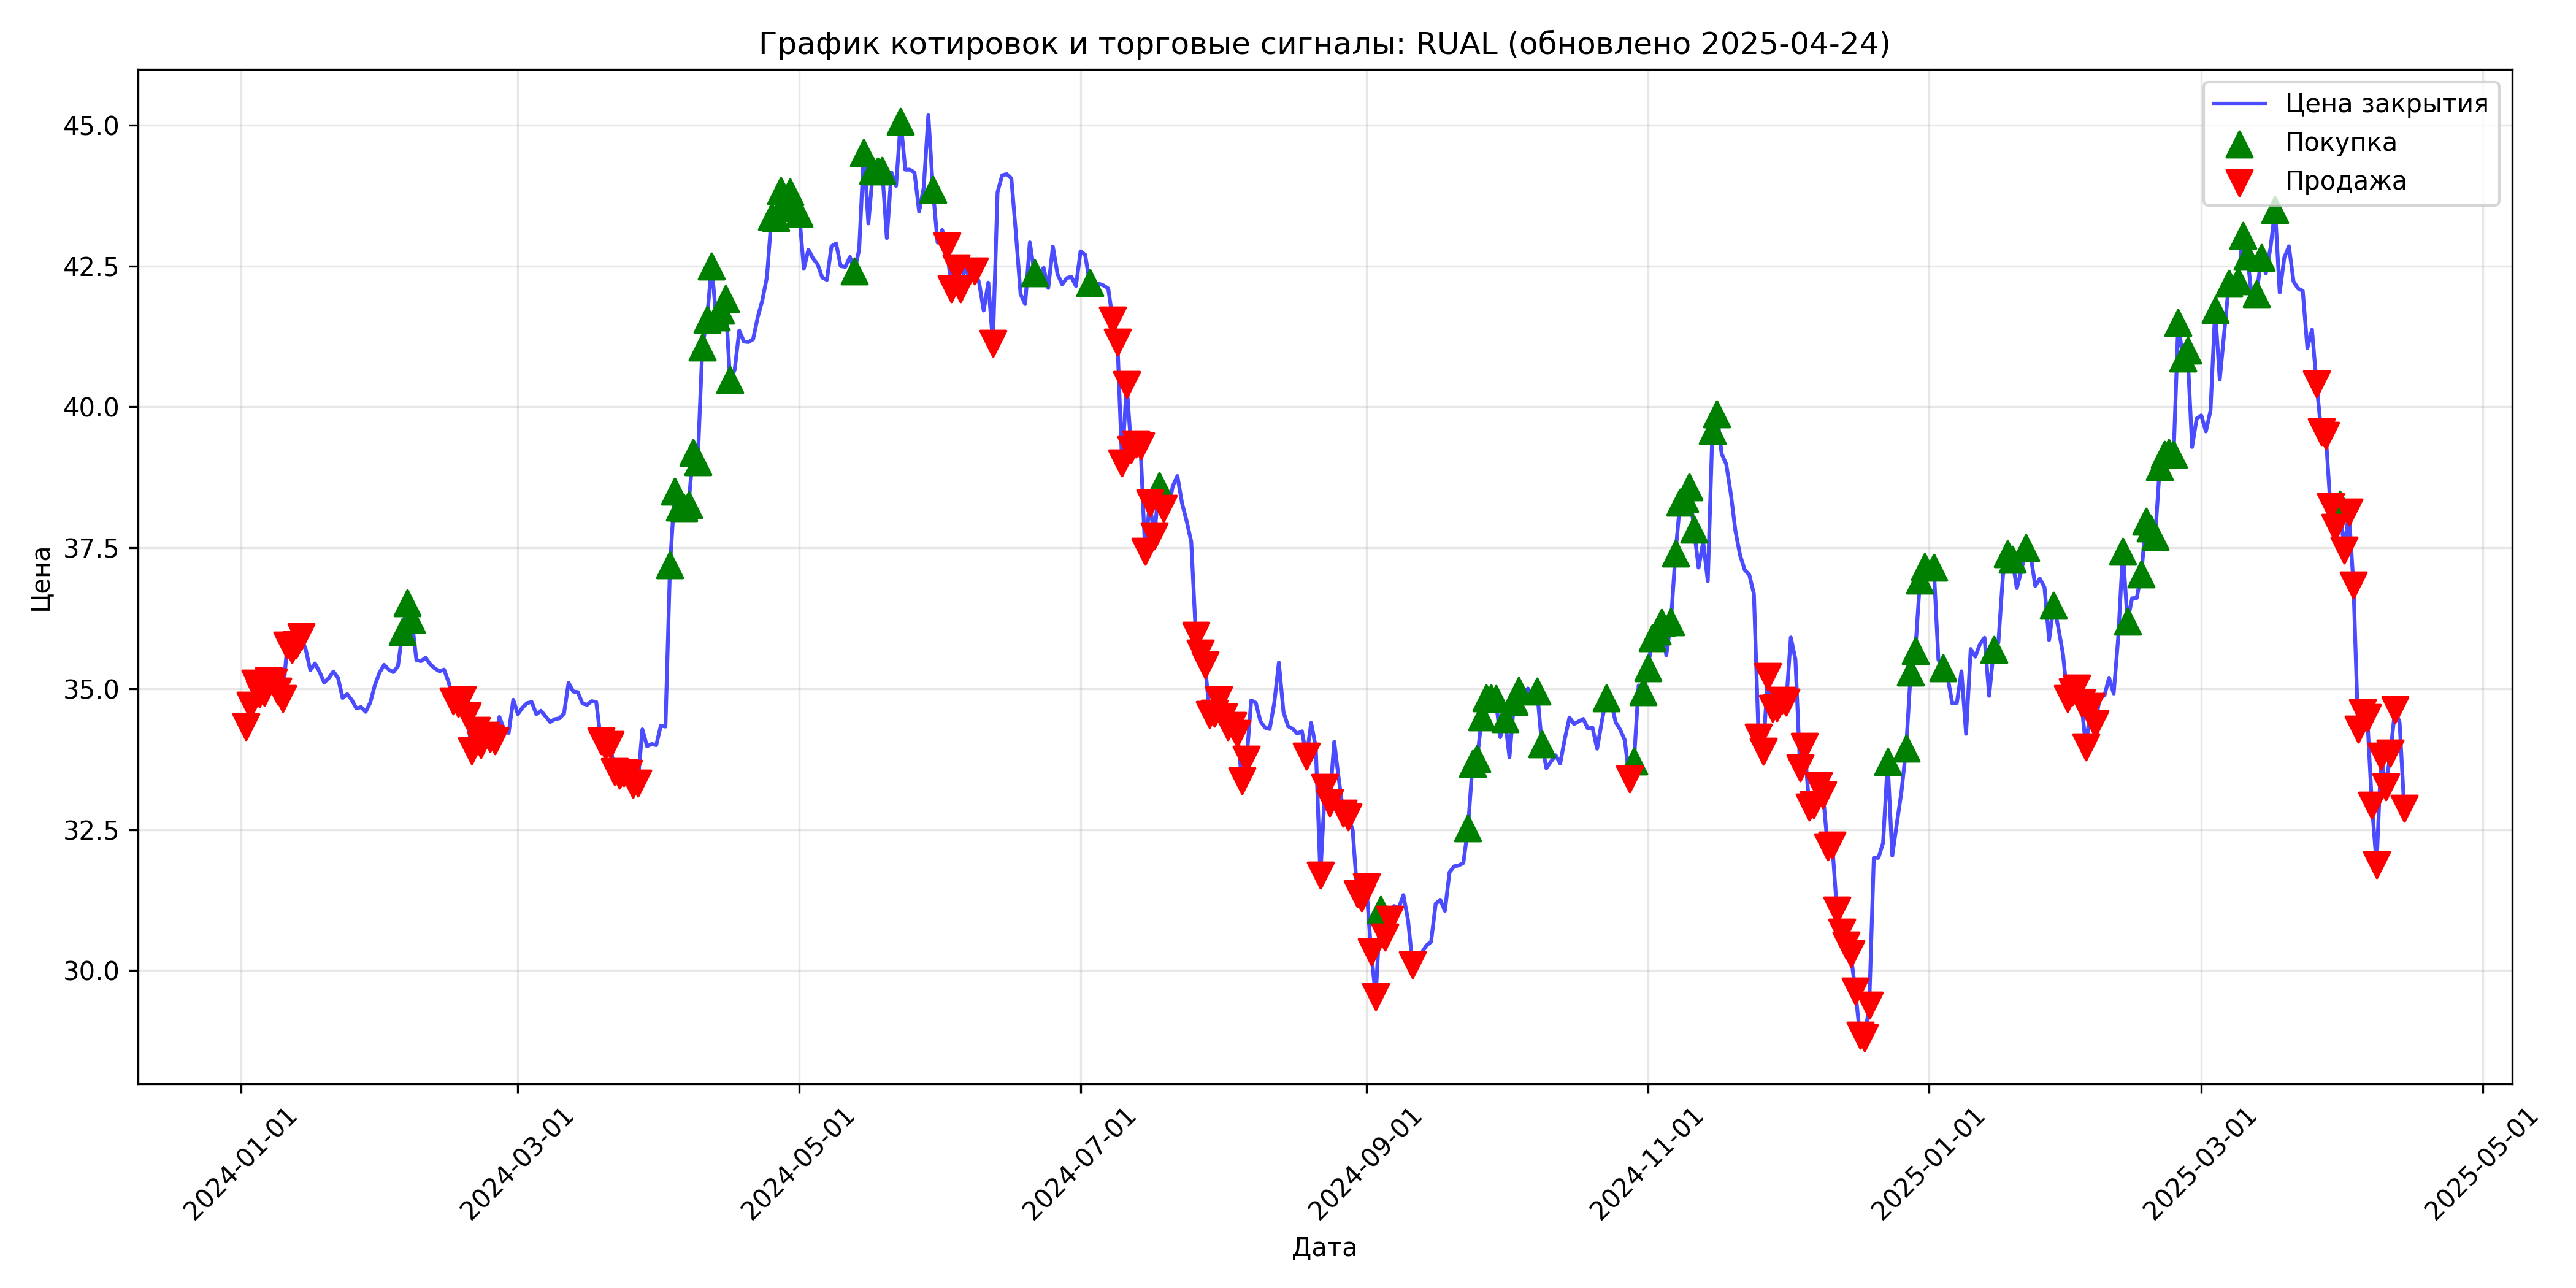 График котировок и торговые сигналы: RUAL (обновлено 2025-04-24)
Цена закрытия
Покупка
Продажа
Цена
45.0
42.5
40.0
37.5
35.0
32.5
30.0
2024-01-01
2024-03-01
2024-05-01
2024-07-01
2024-09-01
2024-11-01
2025-01-01
2025-03-01
2025-05-01
Дата